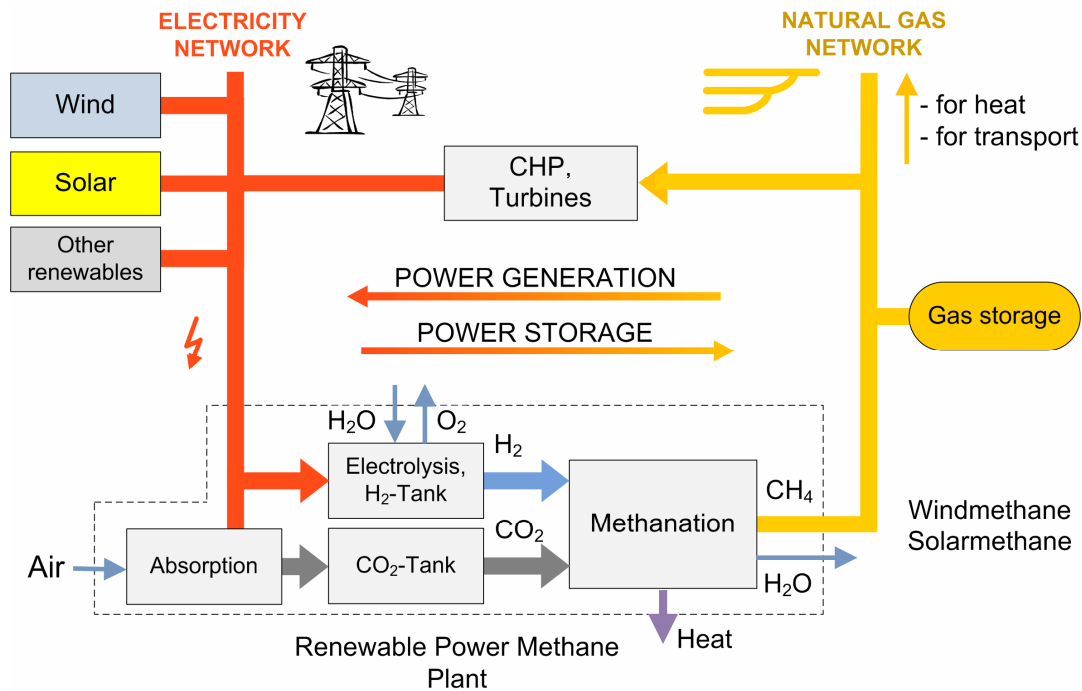 ELECTRICITY
NETWORK
NATURAL GAS
NETWORK
Wind
- for heat
- for transport
Solar
CHP,
Turbines
Other
renewables
POWER GENERATION
Gas storage
POWER STORAGE
H₂O
O₂
H₂
Electrolysis,
H₂-Tank
CH₄
Methanation
Windmethane
Solarmethane
CO₂
Air
Absorption
CO₂-Tank
H₂O
Heat
Renewable Power Methane
Plant